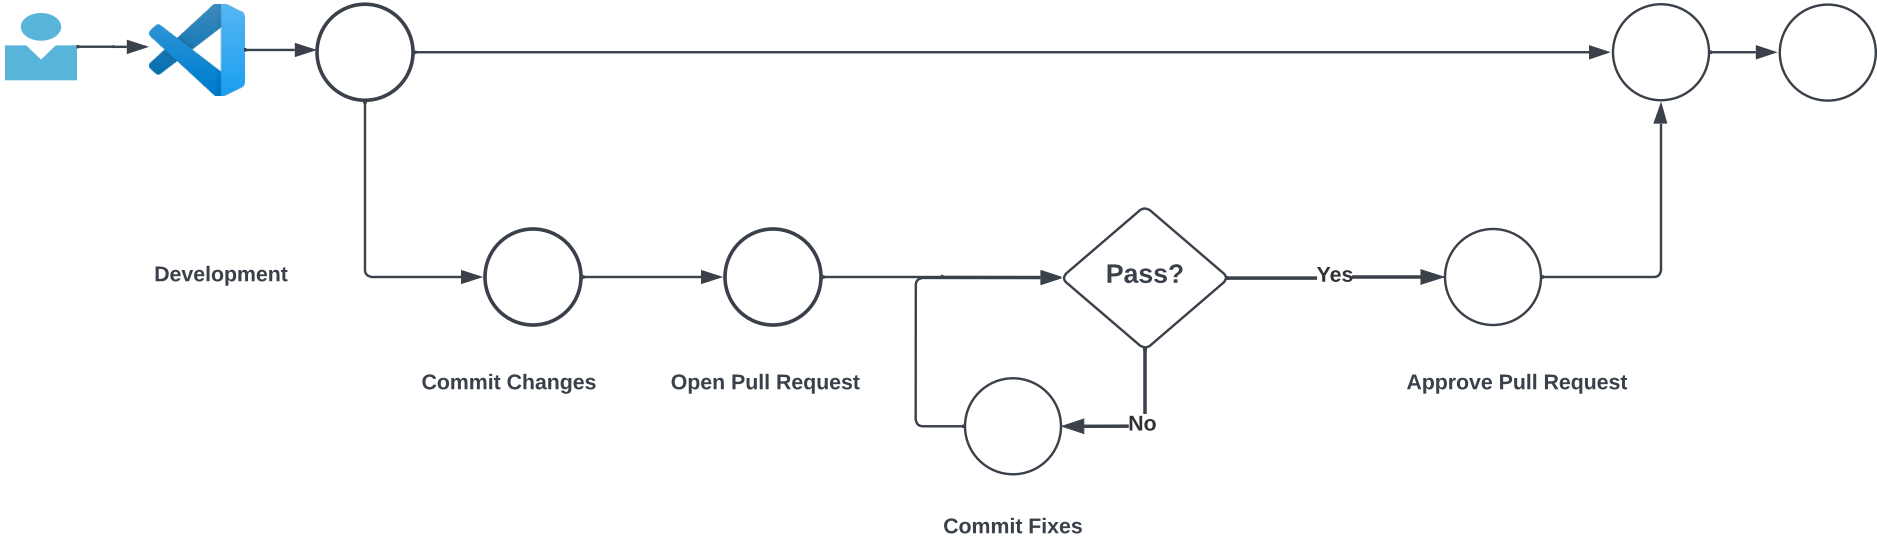 Pass?
Development
Yes
Commit Changes
Open Pull Request
Approve Pull Request
No
Commit Fixes